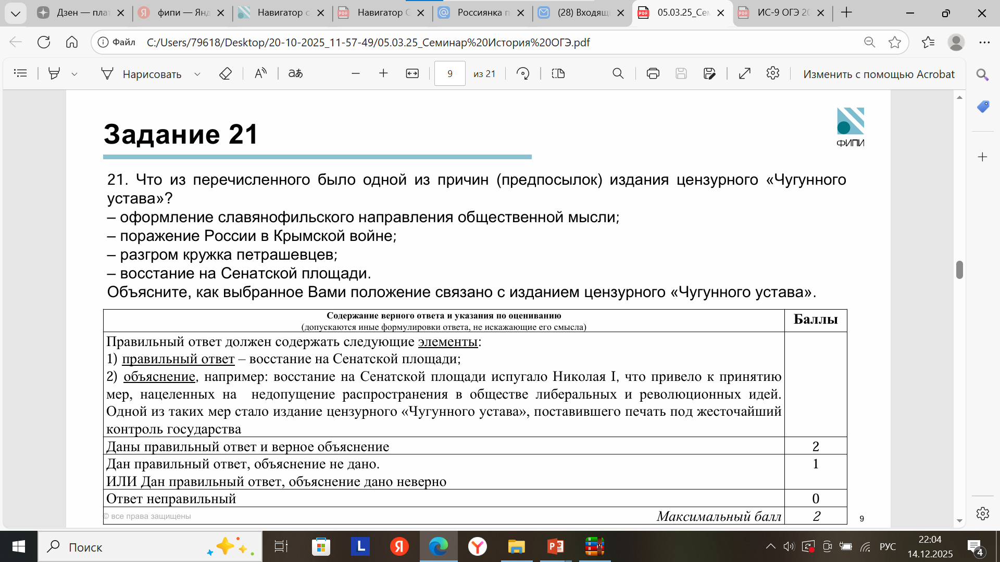 Дзен — плат
фипи — Янд
Навигатор с
Навигатор О
Россиянка п
(28) Входящи
05.03.25_Сем
ИС-9 ОГЭ 20
Файл C:/Users/79618/Desktop/20-10-2025_11-57-49/05.03.25_Семинар%20История%20ОГЭ.pdf
Нарисовать 9 из 21 Изменить с помощью Acrobat
ФИПИ
Задание 21
21. Что из перечисленного было одной из причин (предпосылок) издания цензурного «Чугунного
устава»?
– оформление славянофильского направления общественной мысли;
– поражение России в Крымской войне;
– разгром кружка петрашевцев;
– восстание на Сенатской площади.
Объясните, как выбранное Вами положение связано с изданием цензурного «Чугунного устава».
Содержание верного ответа и указания по оцениванию
(допускаются иные формулировки ответа, не искажающие его смысла)
Баллы
Правильный ответ должен содержать следующие элементы:
1) правильный ответ – восстание на Сенатской площади;
2) объяснение, например: восстание на Сенатской площади испугало Николая I, что привело к принятию
мер, нацеленных на недопущение распространения в обществе либеральных и революционных идей.
Одной из таких мер стало издание цензурного «Чугунного устава», поставившего печать под жесточайший
контроль государства
Даны правильный ответ и верное объяснение 2
Дан правильный ответ, объяснение не дано. 1
ИЛИ Дан правильный ответ, объяснение дано неверно
Ответ неправильный 0
Максимальный балл 2
© все права защищены
9
Поиск
РУС
22:04
14.12.2025
4